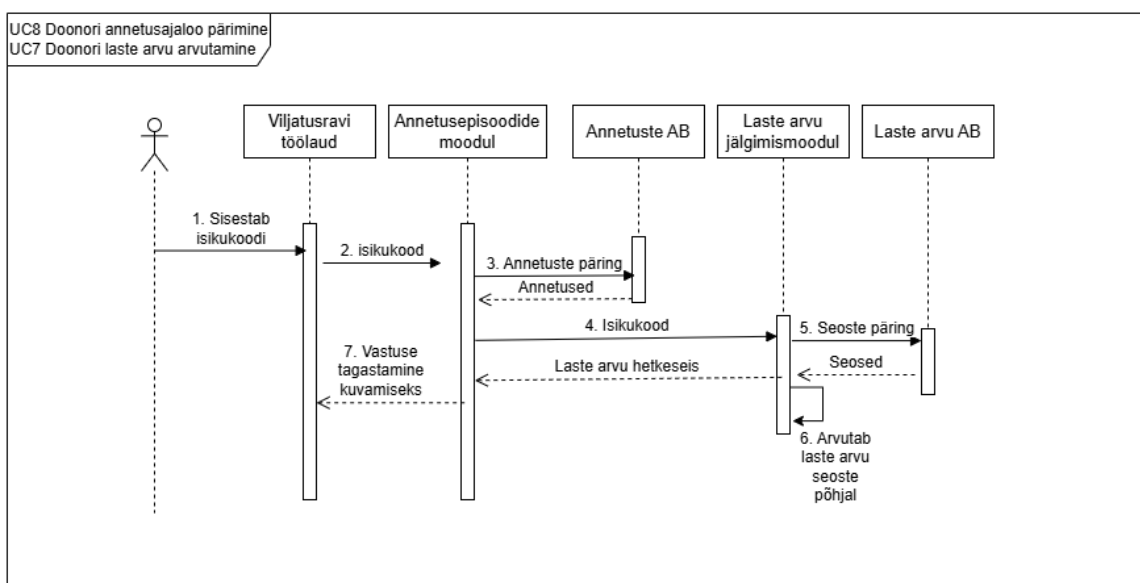 UC8 Doonori annetusajaloo pärimine
UC7 Doonori laste arvu arvutamine
Viljatusravi
töölaud
Annetusepisoodide
moodul
Annetuste AB
Laste arvu
jälgimismoodul
Laste arvu AB
1. Sisestab
isikukoodi
2. isikukood
3. Annetuste päring
Annetused
4. Isikukood
5. Seoste päring
7. Vastuse
tagastamine
kuvamiseks
Laste arvu hetkeseis
Seosed
6. Arvutab
laste arvu
seoste
põhjal